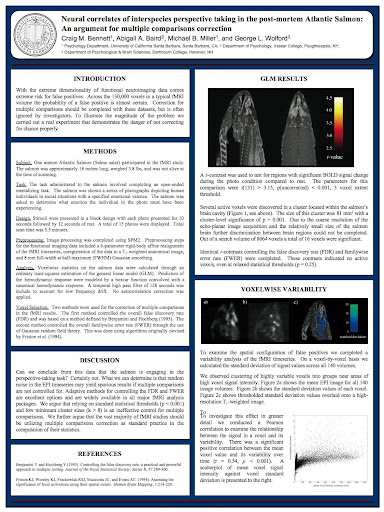 Neural correlates of interspecies perspective taking in the post-mortem Atlantic Salmon:
An argument for multiple comparisons correction
Craig M. Bennett¹, Abigail A. Baird², Michael B. Miller¹, and George L. Wolford³
¹ Psychology Department, University of California Santa Barbara, Santa Barbara, CA; ² Department of Psychology, Vassar College, Poughkeepsie, NY;
³ Department of Psychological & Brain Sciences, Dartmouth College, Hanover, NH
INTRODUCTION
With the extreme dimensionality of functional neuroimaging data comes
extreme risk for false positives. Across the 130,000 voxels in a typical fMRI
volume the probability of a false positive is almost certain. Correction for
multiple comparisons should be completed with these datasets, but is often
ignored by investigators. To illustrate the magnitude of the problem we
carried out a real experiment that demonstrates the danger of not correcting
for chance properly.
METHODS
Subject. One mature Atlantic Salmon (Salmo salar) participated in the fMRI study.
The salmon was approximately 18 inches long, weighed 3.8 lbs, and was not alive at
the time of scanning.
Task. The task administered to the salmon involved completing an open-ended
mentalizing task. The salmon was shown a series of photographs depicting human
individuals in social situations with a specified emotional valence. The salmon was
asked to determine what emotion the individual in the photo must have been
experiencing.
Design. Stimuli were presented in a block design with each photo presented for 10
seconds followed by 12 seconds of rest. A total of 15 photos were displayed. Total
scan time was 5.5 minutes.
Preprocessing. Image processing was completed using SPM2. Preprocessing steps
for the functional imaging data included a 6-parameter rigid-body affine realignment
of the fMRI timeseries, coregistration of the data to a T₁-weighted anatomical image,
and 8 mm full-width at half-maximum (FWHM) Gaussian smoothing.
Analysis. Voxelwise statistics on the salmon data were calculated through an
ordinary least-squares estimation of the general linear model (GLM). Predictors of
the hemodynamic response were modeled by a boxcar function convolved with a
canonical hemodynamic response. A temporal high pass filter of 128 seconds was
include to account for low frequency drift. No autocorrelation correction was
applied.
Voxel Selection. Two methods were used for the correction of multiple comparisons
in the fMRI results. The first method controlled the overall false discovery rate
(FDR) and was based on a method defined by Benjamini and Hochberg (1995). The
second method controlled the overall familywise error rate (FWER) through the use
of Gaussian random field theory. This was done using algorithms originally devised
by Friston et al. (1994).
DISCUSSION
Can we conclude from this data that the salmon is engaging in the
perspective-taking task? Certainly not. What we can determine is that random
noise in the EPI timeseries may yield spurious results if multiple comparisons
are not controlled for. Adaptive methods for controlling the FDR and FWER
are excellent options and are widely available in all major fMRI analysis
packages. We argue that relying on standard statistical thresholds (p < 0.001)
and low minimum cluster sizes (k > 8) is an ineffective control for multiple
comparisons. We further argue that the vast majority of fMRI studies should
be utilizing multiple comparisons correction as standard practice in the
computation of their statistics.
REFERENCES
Benjamini Y and Hochberg Y (1995). Controlling the false discovery rate: a practical and powerful
approach to multiple testing. Journal of the Royal Statistical Society: Series B, 57:289-300.
Friston KJ, Worsley KJ, Frackowiak RSJ, Mazziotta JC, and Evans AC. (1994). Assessing the
significance of focal activations using their spatial extent. Human Brain Mapping, 1:214-220.
GLM RESULTS
4.5
4.0
3.5
3.0
2.5
t-value
A t-contrast was used to test for regions with significant BOLD signal change
during the photo condition compared to rest. The parameters for this
comparison were t(131) > 3.15, p(uncorrected) < 0.001, 3 voxel extent
threshold.
Several active voxels were discovered in a cluster located within the salmon's
brain cavity (Figure 1, see above). The size of this cluster was 81 mm³ with a
cluster-level significance of p = 0.001. Due to the coarse resolution of the
echo-planar image acquisition and the relatively small size of the salmon
brain further discrimination between brain regions could not be completed.
Out of a search volume of 8064 voxels a total of 16 voxels were significant.
Identical t-contrasts controlling the false discovery rate (FDR) and familywise
error rate (FWER) were completed. These contrasts indicated no active
voxels, even at relaxed statistical thresholds (p = 0.25).
VOXELWISE VARIABILITY
a)
b)
c)
standard deviation
To examine the spatial configuration of false positives we completed a
variability analysis of the fMRI timeseries. On a voxel-by-voxel basis we
calculated the standard deviation of signal values across all 140 volumes.
We observed clustering of highly variable voxels into groups near areas of
high voxel signal intensity. Figure 2a shows the mean EPI image for all 140
image volumes. Figure 2b shows the standard deviation values of each voxel.
Figure 2c shows thresholded standard deviation values overlaid onto a high-
resolution T₁ weighted image.
To
To investigate this effect in greater
detail we conducted a Pearson
correlation to examine the relationship
between the signal in a voxel and its
variability. There was a significant
positive correlation between the mean
voxel value and its variability over
time (r = 0.54, p < 0.001). A
scatterplot of mean voxel signal
intensity against voxel standard
deviation is presented to the right.